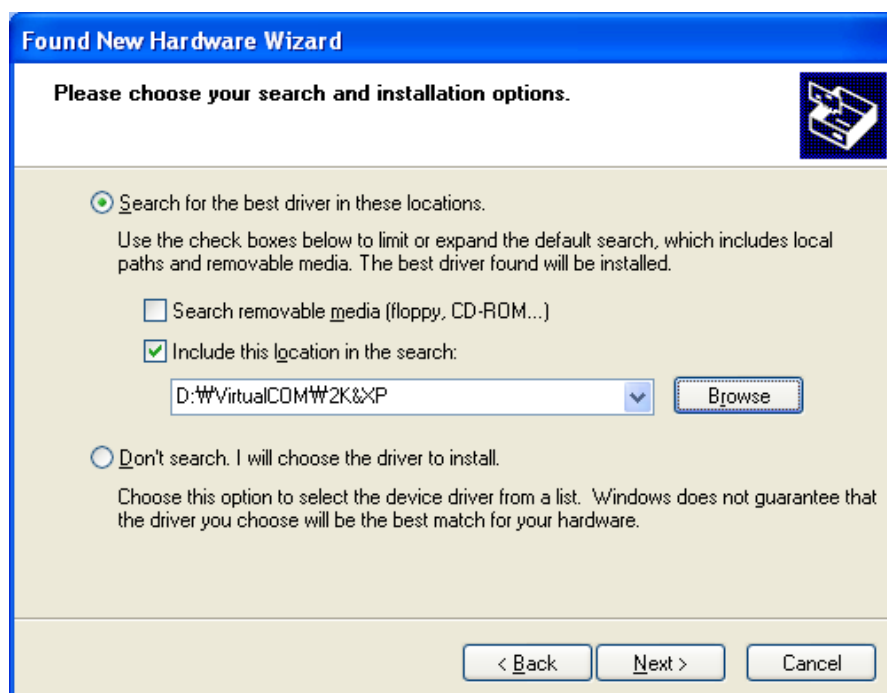 Found New Hardware Wizard
Please choose your search and installation options.
Search for the best driver in these locations.
Use the check boxes below to limit or expand the default search, which includes local
paths and removable media. The best driver found will be installed.
Search removable media (floppy, CD-ROM...)
Include this location in the search:
D:₩VirtualCOM₩2K&XP
Browse
Don't search. I will choose the driver to install.
Choose this option to select the device driver from a list. Windows does not guarantee that
the driver you choose will be the best match for your hardware.
< Back
Next >
Cancel